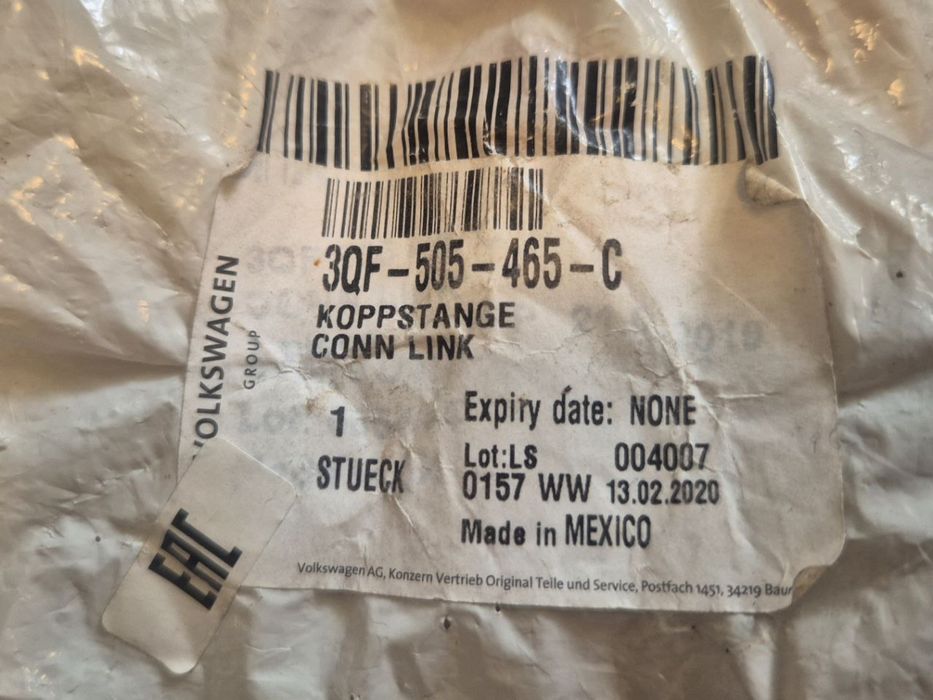 3QF-505-465-C
KOPPSTANGE
CONN LINK
VOLKSWAGEN
GROUP
1
STUECK
Expiry date: NONE
Lot:LS 004007
0157 WW 13.02.2020
Made in MEXICO
EAC
Volkswagen AG, Konzern Vertrieb Original Teile und Service, Postfach 1451, 34219 Baun